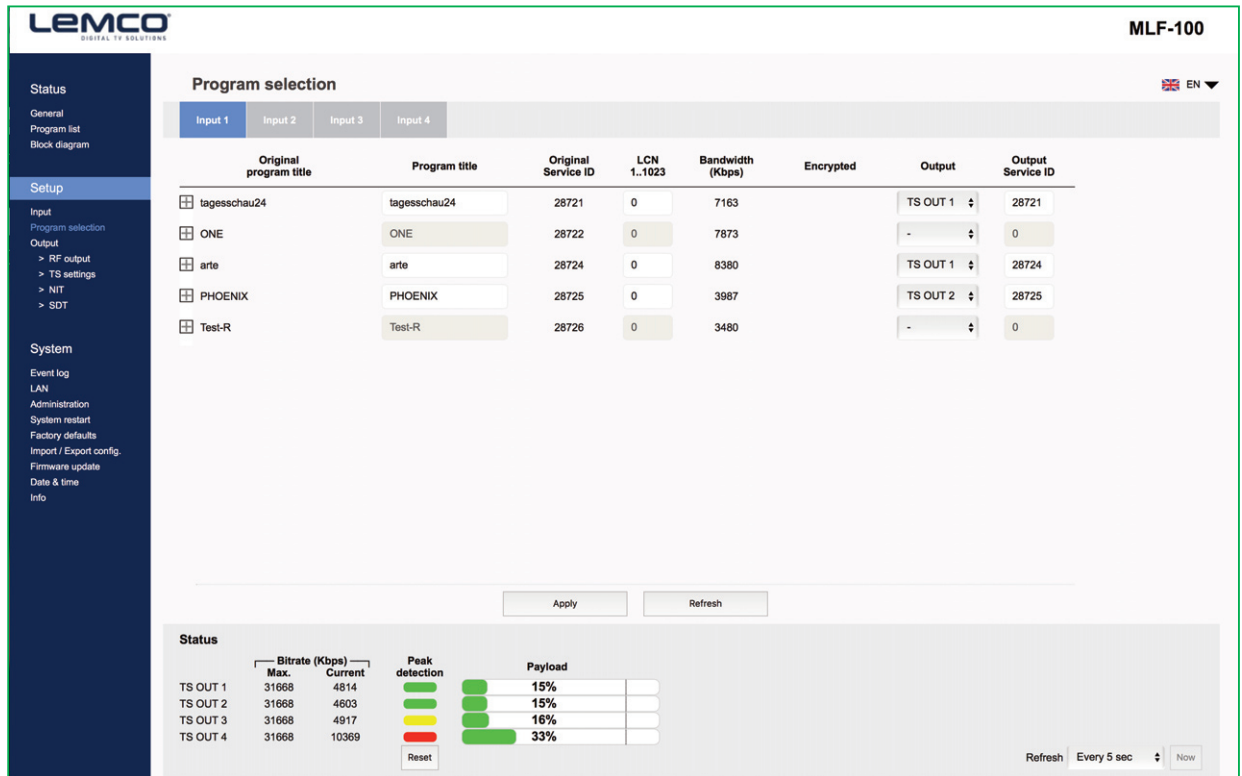 LEMCO
DIGITAL TV SOLUTIONS
MLF-100
Status
General
Program list
Block diagram
Setup
Input
Program selection
Output
> RF output
> TS settings
> NIT
> SDT
System
Event log
LAN
Administration
System restart
Factory defaults
Import / Export config.
Firmware update
Date & time
Info
Program selection
EN
Input 1 Input 2 Input 3 Input 4
Original program title Program title Original Service ID LCN 1..1023 Bandwidth (Kbps) Encrypted Output Output Service ID
tagesschau24 tagesschau24 28721 0 7163 TS OUT 1 28721
ONE ONE 28722 0 7873 - 0
arte arte 28724 0 8380 TS OUT 1 28724
PHOENIX PHOENIX 28725 0 3987 TS OUT 2 28725
Test-R Test-R 28726 0 3480 - 0
Apply Refresh
Status
Bitrate (Kbps)
Max. Current Peak detection Payload
TS OUT 1 31668 4814 15%
TS OUT 2 31668 4603 15%
TS OUT 3 31668 4917 16%
TS OUT 4 31668 10369 33%
Reset
Refresh Every 5 sec Now